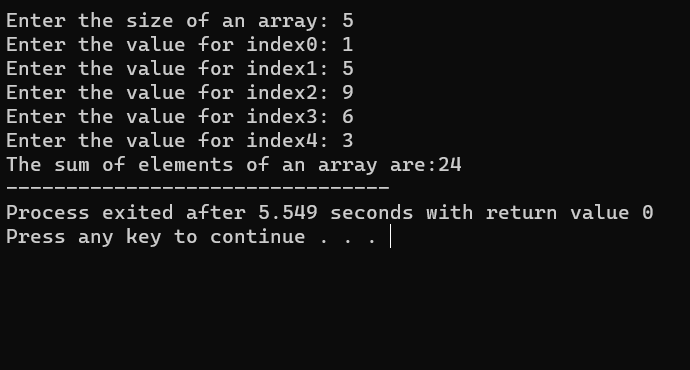 Enter the size of an array: 5
Enter the value for index0: 1
Enter the value for index1: 5
Enter the value for index2: 9
Enter the value for index3: 6
Enter the value for index4: 3
The sum of elements of an array are:24
--------------------------------
Process exited after 5.549 seconds with return value 0
Press any key to continue . . .